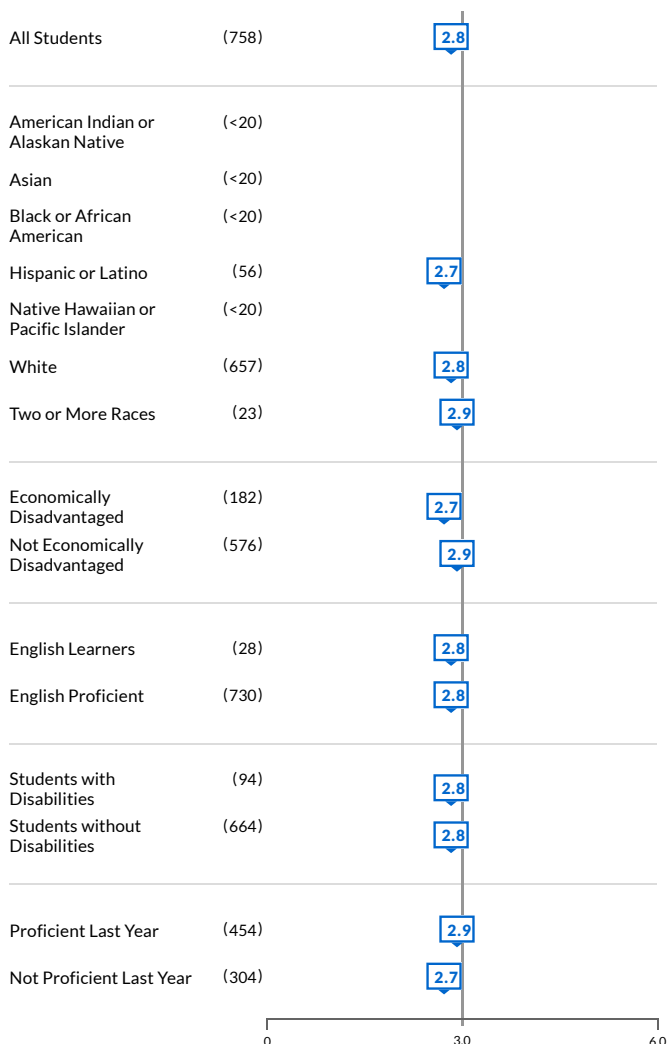 All Students (758) 2.8
American Indian or (<20)
Alaskan Native
Asian (<20)
Black or African (<20)
American
Hispanic or Latino (56) 2.7
Native Hawaiian or (<20)
Pacific Islander
White (657) 2.8
Two or More Races (23) 2.9
Economically (182)
Disadvantaged 2.7
Not Economically (576)
Disadvantaged 2.9
English Learners (28) 2.8
English Proficient (730) 2.8
Students with (94)
Disabilities 2.8
Students without (664)
Disabilities 2.8
Proficient Last Year (454) 2.9
Not Proficient Last Year (304) 2.7
0 3.0 6.0